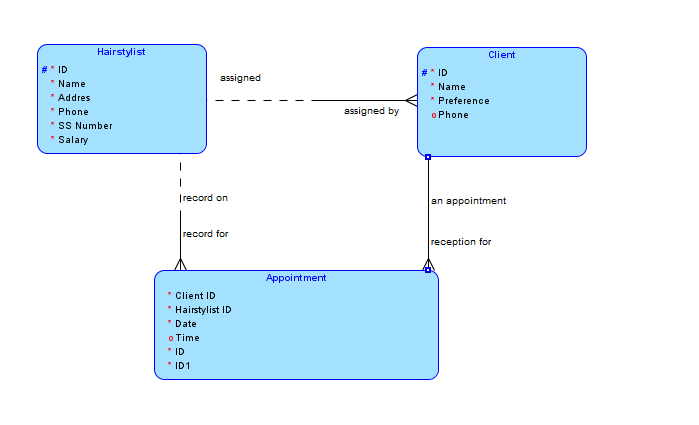 Hairstylist
# * ID
* Name
* Addres
* Phone
* SS Number
* Salary
assigned
assigned by
Client
# * ID
* Name
* Preference
o Phone
record on
record for
an appointment
reception for
Appointment
* Client ID
* Hairstylist ID
* Date
o Time
* ID
* ID1